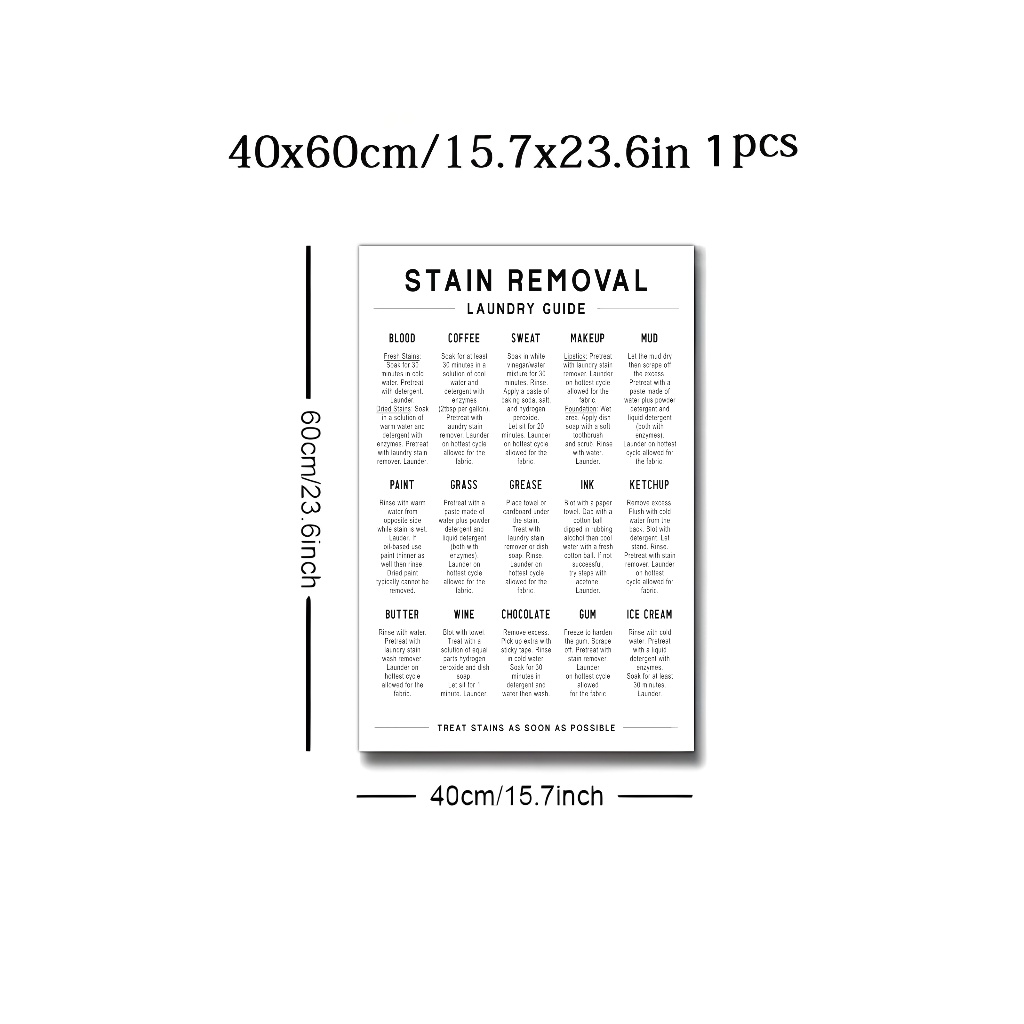 40x60cm/15.7x23.6in 1pcs
STAIN REMOVAL
LAUNDRY GUIDE
BLOOD
Fresh Stains:
Soak for 30
minutes in cold
water. Pretreat
with detergent.
Launder.
Dried Stains: Soak
in a solution of
warm water and
detergent with
enzymes. Pretreat
with laundry stain
remover. Launder.
COFFEE
Soak for at least
30 minutes in a
solution of cool
water and
detergent with
enzymes
(2tbsp per gallon).
Pretreat with
laundry stain
remover. Launder
on hottest cycle
allowed for the
fabric.
SWEAT
Soak in white
vinegar/water
mixture for 30
minutes. Rinse.
Apply a paste of
baking soda, salt,
and hydrogen
peroxide.
Let sit for 20
minutes. Launder
on hottest cycle
allowed for the
fabric.
MAKEUP
Lipstick: Pretreat
with laundry stain
remover. Launder
on hottest cycle
allowed for the
fabric.
Foundation: Wet
area. Apply dish
soap with a soft
toothbrush
and scrub. Rinse
with water.
Launder.
MUD
Let the mud dry
then scrape off
the excess.
Pretreat with a
paste made of
water plus powder
detergent and
liquid detergent
(both with
enzymes).
Launder on hottest
cycle allowed for
the fabric.
PAINT
Rinse with warm
water from
opposite side
while stain is wet.
Lauder. If
oil-based use
paint thinner as
well then rinse
Dried paint
typically cannot be
removed.
GRASS
Pretreat with a
paste made of
water plus powder
detergent and
liquid detergent
(both with
enzymes).
Launder on
hottest cycle
allowed for the
fabric.
GREASE
Place towel or
cardboard under
the stain.
Treat with
laundry stain
remover or dish
soap. Rinse.
Launder on
hottest cycle
allowed for the
fabric.
INK
Blot with a paper
towel. Dab with a
cotton ball
dipped in rubbing
alcohol then cool
water with a fresh
cotton ball. If not
successful,
try steps with
acetone.
Launder.
KETCHUP
Remove excess.
Flush with cold
water from the
back. Blot with
detergent. Let
stand. Rinse.
Pretreat with stain
remover. Launder
on hottest
cycle allowed for
fabric.
BUTTER
Rinse with water.
Pretreat with
laundry stain
wash remover.
Launder on
hottest cycle
allowed for the
fabric.
WINE
Blot with towel.
Treat with a
solution of equal
parts hydrogen
peroxide and dish
soap.
Let sit for 1
minute. Launder.
CHOCOLATE
Remove excess.
Pick up extra with
sticky tape. Rinse
in cold water.
Soak for 30
minutes in
detergent and
water then wash.
GUM
Freeze to harden
the gum. Scrape
off. Pretreat with
stain remover.
Launder
on hottest cycle
allowed
for the fabric.
ICE CREAM
Rinse with cold
water. Pretreat
with a liquid
detergent with
enzymes.
Soak for at least
30 minutes.
Launder.
TREAT STAINS AS SOON AS POSSIBLE
60cm/23.6inch
40cm/15.7inch